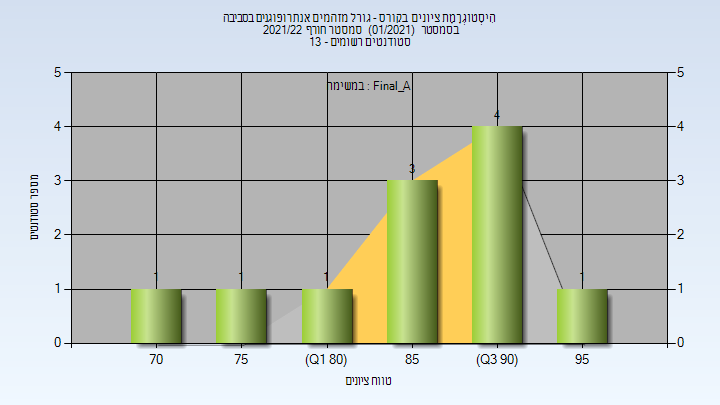 הִיסְטוֹגְרַמַת ציונים בקורס - גורל מזהמים אנתרופוגנים בסביבה
בסמסטר (01/2021) סמסטר חורף 2021/22
סטודנטים רשומים - 13
במשימה : Final_A
5 5
4 4
3 3
2 2
1 1
0 0
1 1 1 3 4 1
מספר סטודנטים
70 75 (Q1 80) 85 (Q3 90) 95
טווח ציונים